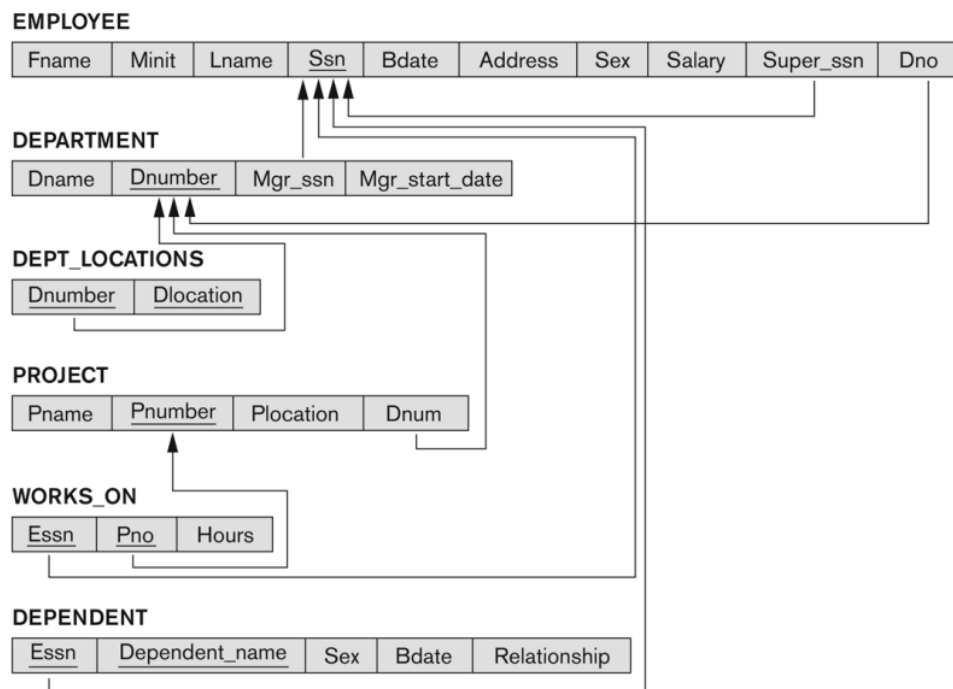 EMPLOYEE
Fname Minit Lname Ssn Bdate Address Sex Salary Super_ssn Dno
DEPARTMENT
Dname Dnumber Mgr_ssn Mgr_start_date
DEPT_LOCATIONS
Dnumber Dlocation
PROJECT
Pname Pnumber Plocation Dnum
WORKS_ON
Essn Pno Hours
DEPENDENT
Essn Dependent_name Sex Bdate Relationship